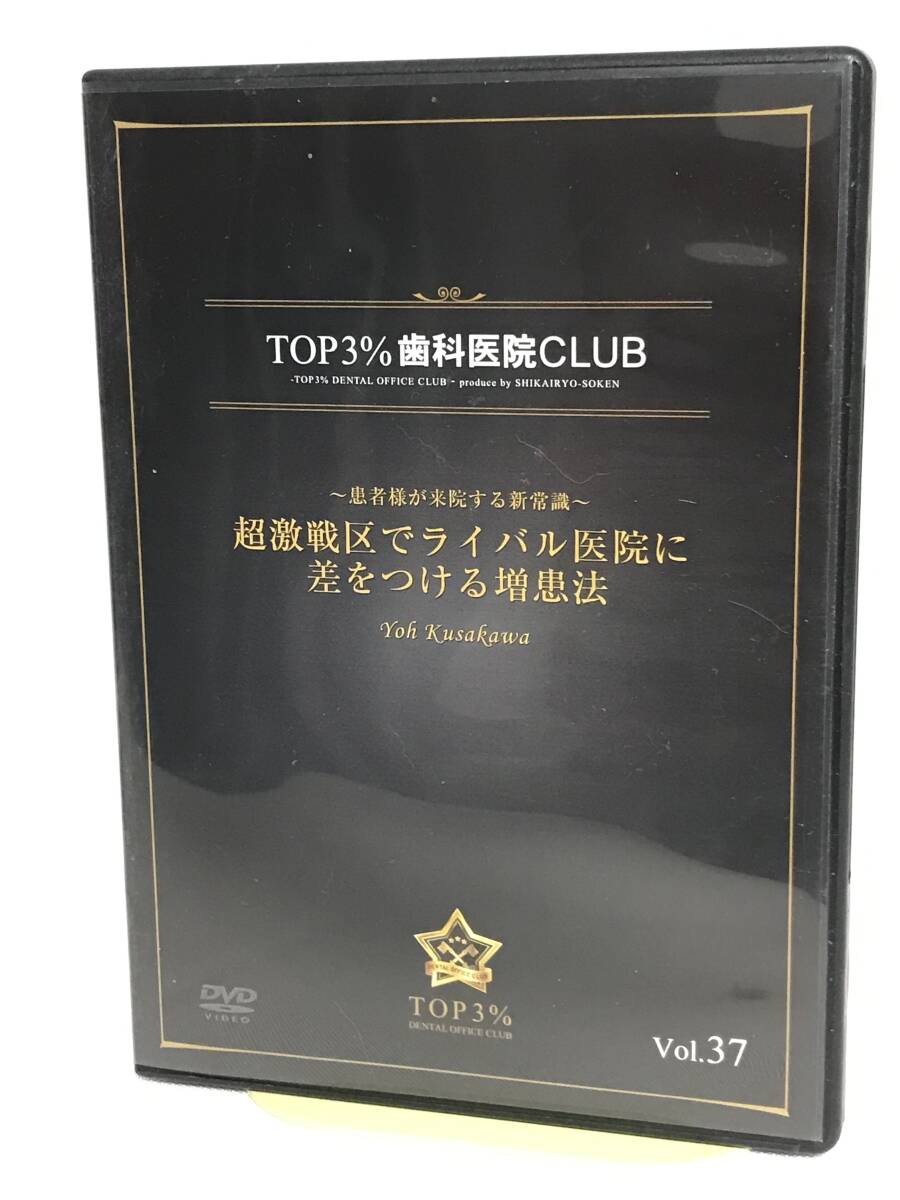 TOP3%歯科医院CLUB
-TOP3% DENTAL OFFICE CLUB - produce by SHIKAIRYO-SOKEN
～患者様が来院する新常識～
超激戦区でライバル医院に
差をつける増患法
Yoh Kusakawa
DENTAL OFFICE CLUB
TOP3%
DENTAL OFFICE CLUB
DVD
VIDEO
Vol.37